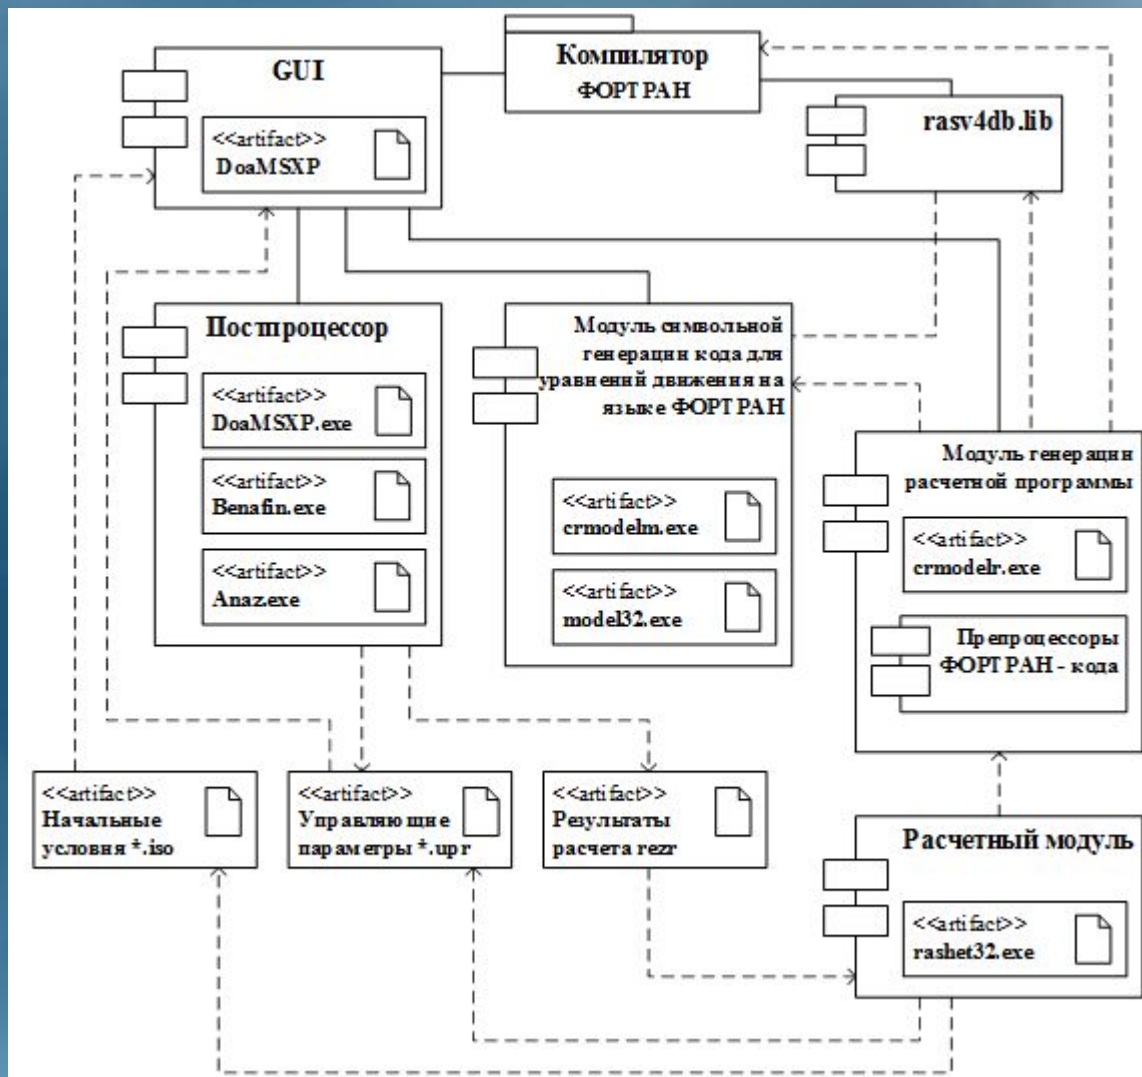 GUI
<<artifact>>
DoaMSXP
Компилятор
ФОРТРАН
rasv4db.lib
Постпроцессор
<<artifact>>
DoaMSXP.exe
<<artifact>>
Benafin.exe
<<artifact>>
Anaz.exe
Модуль символьной
генерации кода для
уравнений движения на
языке ФОРТРАН
<<artifact>>
crmodelm.exe
<<artifact>>
model32.exe
Модуль генерации
расчетной программы
<<artifact>>
crmodelr.exe
Препроцессоры
ФОРТРАН - кода
<<artifact>>
Начальные
условия *.iso
<<artifact>>
Управляющие
параметры *.upr
<<artifact>>
Результаты
расчета rezr
Расчетный модуль
<<artifact>>
rashet32.exe